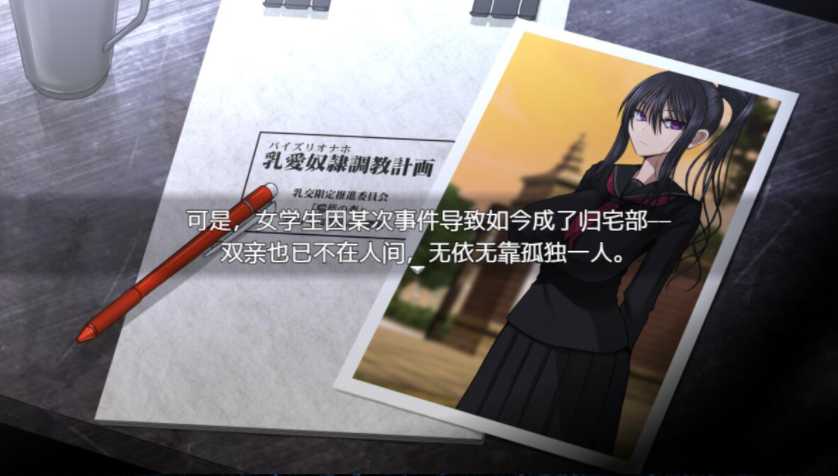 パイズリオナホ
乳愛奴隷調教計画
乳交限定推進委員会
可是，女学生因某次事件导致如今成了归宅部──
双亲也已不在人间，无依无靠孤独一人。